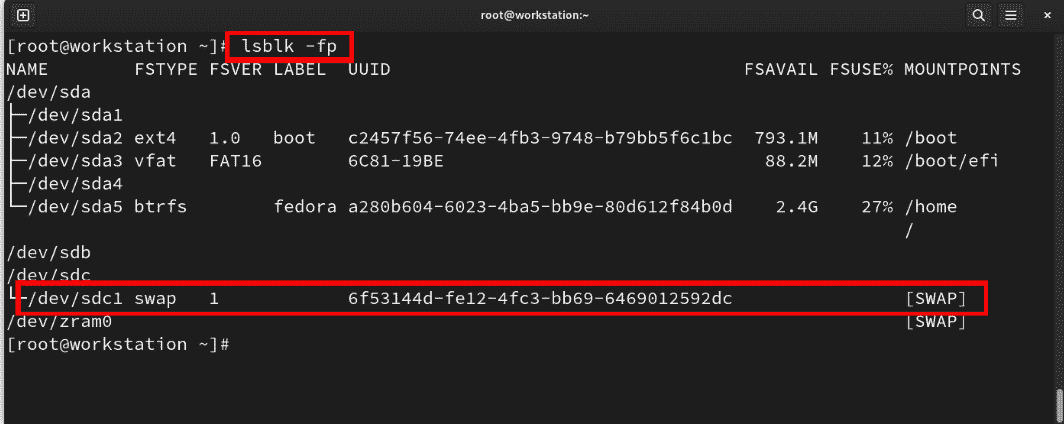 root@workstation:~
[root@workstation ~]# lsblk -fp
NAME        FSTYPE FSVER LABEL  UUID                                 FSAVAIL FSUSE% MOUNTPOINTS
/dev/sda
├─/dev/sda1
├─/dev/sda2 ext4   1.0   boot   c2457f56-74ee-4fb3-9748-b79bb5f6c1bc  793.1M    11% /boot
├─/dev/sda3 vfat   FAT16        6C81-19BE                              88.2M    12% /boot/efi
├─/dev/sda4
└─/dev/sda5 btrfs        fedora a280b604-6023-4ba5-bb9e-80d612f84b0d    2.4G    27% /home
/
/dev/sdb
/dev/sdc
└─/dev/sdc1 swap   1            6f53144d-fe12-4fc3-bb69-6469012592dc                [SWAP]
/dev/zram0                                                                          [SWAP]
[root@workstation ~]#